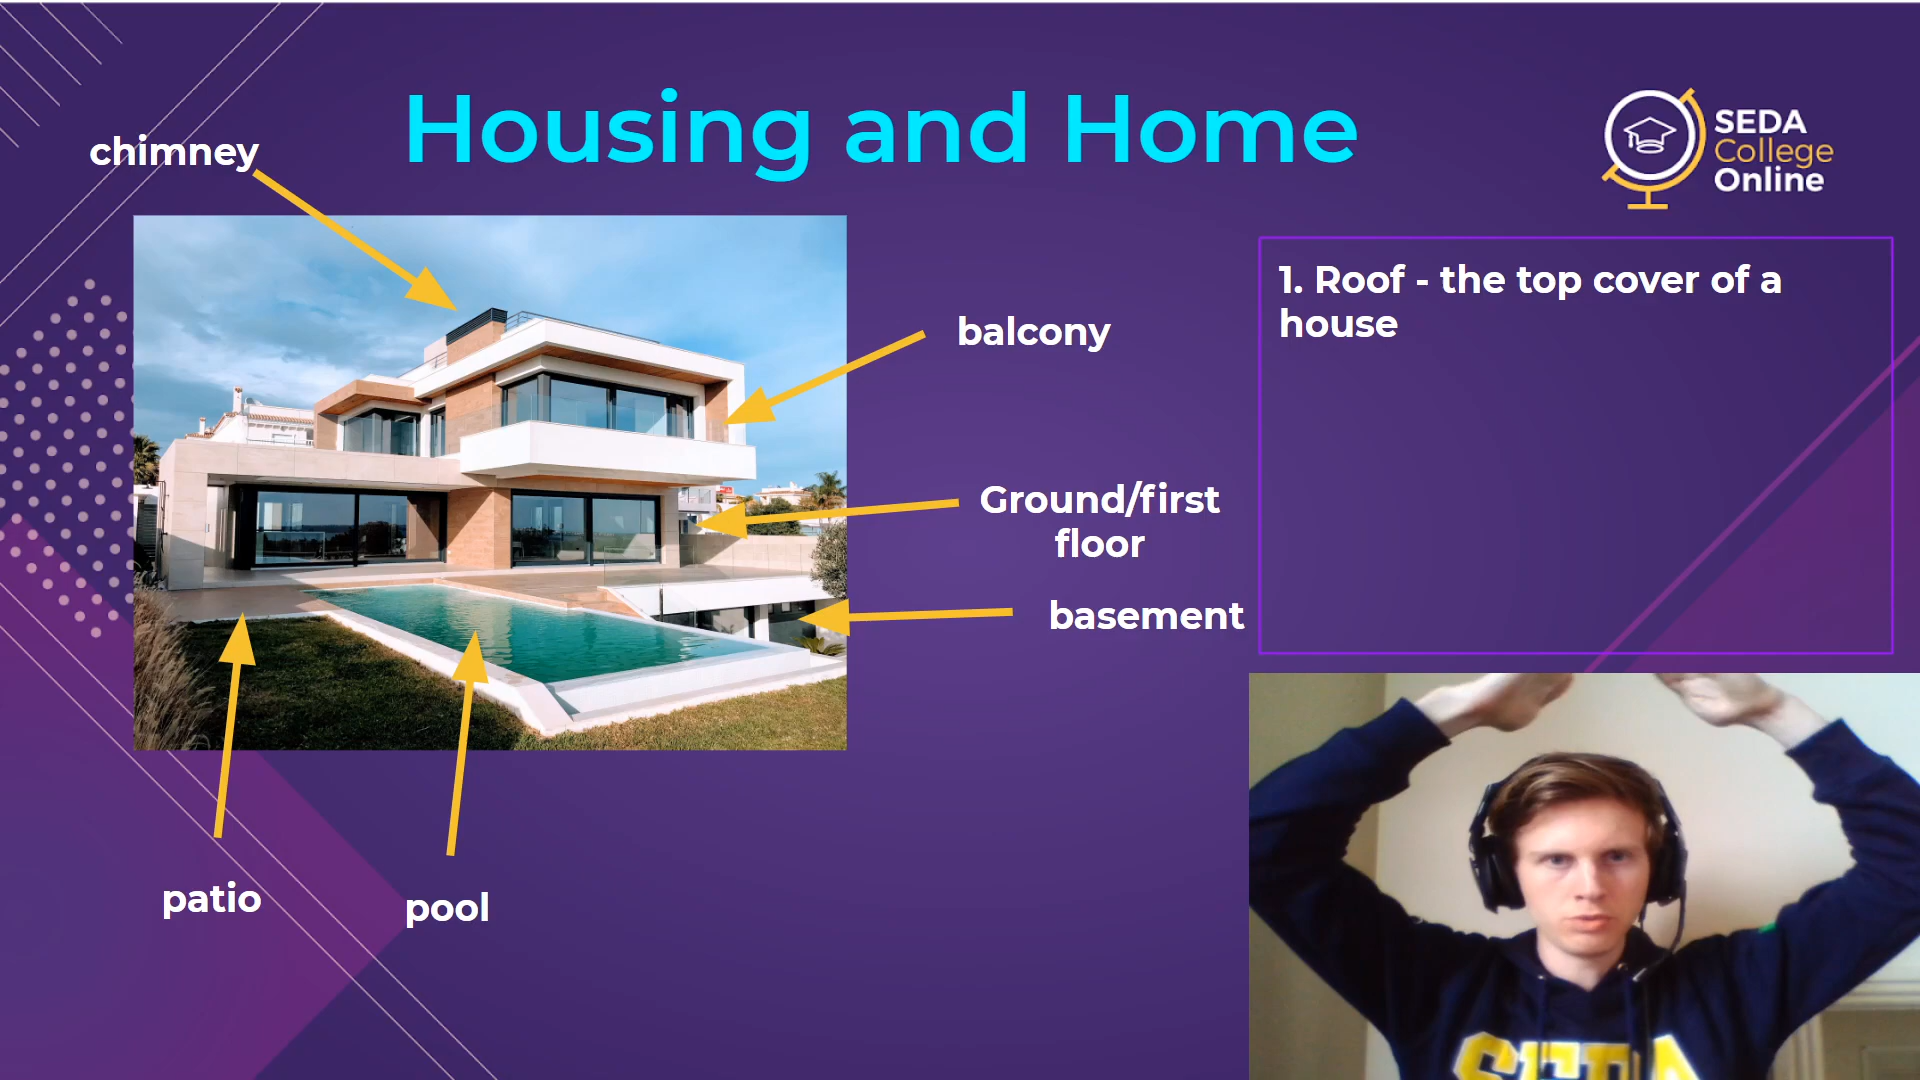 Housing and Home
chimney
SEDA
College
Online
1. Roof - the top cover of a
house
balcony
Ground/first
floor
basement
patio
pool
SEDA